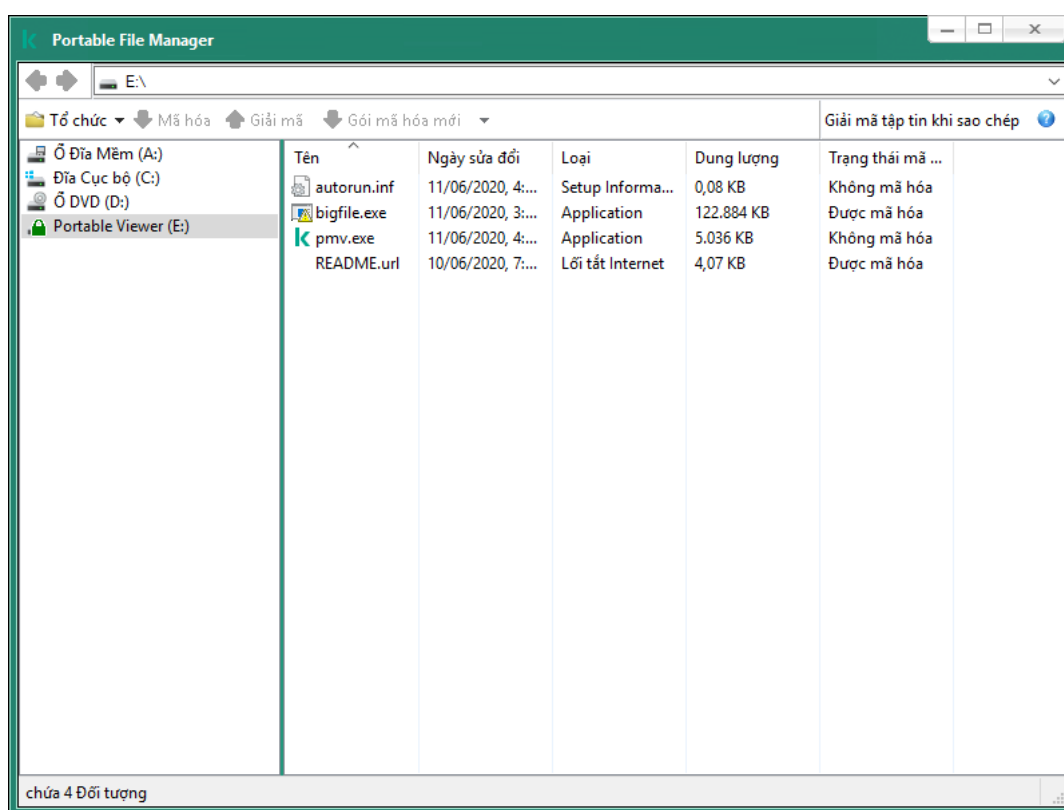 Portable File Manager
E:\
Tổ chức Mã hóa Giải mã Gói mã hóa mới Giải mã tập tin khi sao chép
Ổ Đĩa Mềm (A:)
Đĩa Cục bộ (C:)
Ổ DVD (D:)
Portable Viewer (E:)
Tên Ngày sửa đổi Loại Dung lượng Trạng thái mã ...
autorun.inf 11/06/2020, 4:... Setup Informa... 0,08 KB Không mã hóa
bigfile.exe 11/06/2020, 3:... Application 122.884 KB Được mã hóa
pmv.exe 11/06/2020, 4:... Application 5.036 KB Không mã hóa
README.url 10/06/2020, 7:... Lối tắt Internet 4,07 KB Được mã hóa
chứa 4 Đối tượng